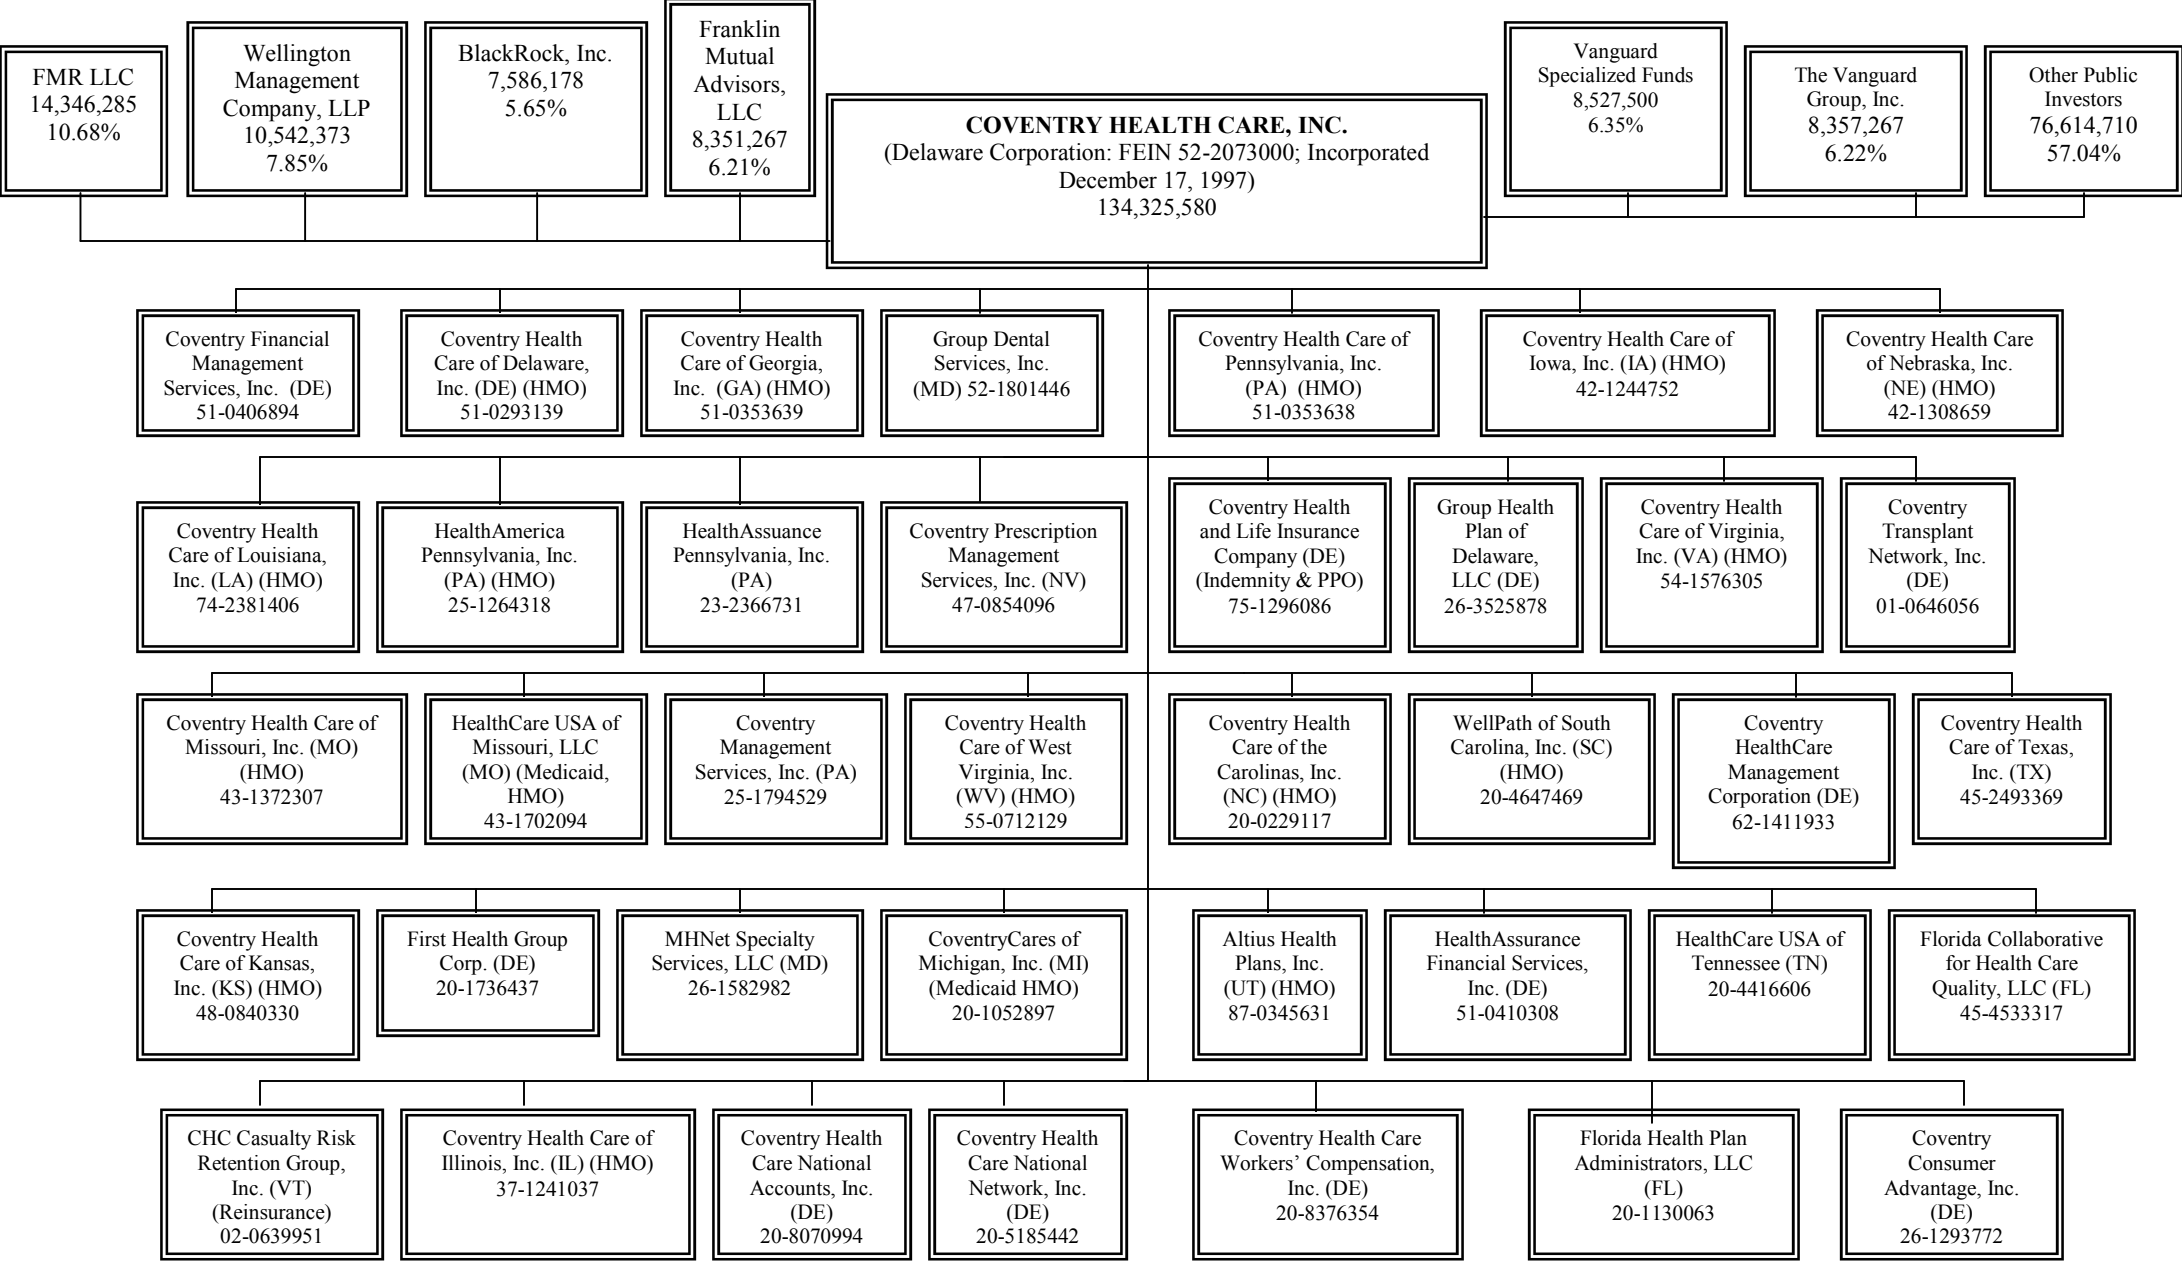 FMR LLC
14,346,285
10.68%
Wellington
Management
Company, LLP
10,542,373
7.85%
BlackRock, Inc.
7,586,178
5.65%
Franklin
Mutual
Advisors,
LLC
8,351,267
6.21%
COVENTRY HEALTH CARE, INC.
(Delaware Corporation: FEIN 52-2073000; Incorporated
December 17, 1997)
134,325,580
Vanguard
Specialized Funds
8,527,500
6.35%
The Vanguard
Group, Inc.
8,357,267
6.22%
Other Public
Investors
76,614,710
57.04%
Coventry Financial
Management
Services, Inc. (DE)
51-0406894
Coventry Health
Care of Delaware,
Inc. (DE) (HMO)
51-0293139
Coventry Health
Care of Georgia,
Inc. (GA) (HMO)
51-0353639
Group Dental
Services, Inc.
(MD) 52-1801446
Coventry Health Care of
Pennsylvania, Inc.
(PA) (HMO)
51-0353638
Coventry Health Care of
Iowa, Inc. (IA) (HMO)
42-1244752
Coventry Health Care
of Nebraska, Inc.
(NE) (HMO)
42-1308659
Coventry Health
Care of Louisiana,
Inc. (LA) (HMO)
74-2381406
HealthAmerica
Pennsylvania, Inc.
(PA) (HMO)
25-1264318
HealthAssuance
Pennsylvania, Inc.
(PA)
23-2366731
Coventry Prescription
Management
Services, Inc. (NV)
47-0854096
Coventry Health
and Life Insurance
Company (DE)
(Indemnity & PPO)
75-1296086
Group Health
Plan of
Delaware,
LLC (DE)
26-3525878
Coventry Health
Care of Virginia,
Inc. (VA) (HMO)
54-1576305
Coventry
Transplant
Network, Inc.
(DE)
01-0646056
Coventry Health Care of
Missouri, Inc. (MO)
(HMO)
43-1372307
HealthCare USA of
Missouri, LLC
(MO) (Medicaid,
HMO)
43-1702094
Coventry
Management
Services, Inc. (PA)
25-1794529
Coventry Health
Care of West
Virginia, Inc.
(WV) (HMO)
55-0712129
Coventry Health
Care of the
Carolinas, Inc.
(NC) (HMO)
20-0229117
WellPath of South
Carolina, Inc. (SC)
(HMO)
20-4647469
Coventry
HealthCare
Management
Corporation (DE)
62-1411933
Coventry Health
Care of Texas,
Inc. (TX)
45-2493369
Coventry Health
Care of Kansas,
Inc. (KS) (HMO)
48-0840330
First Health Group
Corp. (DE)
20-1736437
MHNet Specialty
Services, LLC (MD)
26-1582982
CoventryCares of
Michigan, Inc. (MI)
(Medicaid HMO)
20-1052897
Altius Health
Plans, Inc.
(UT) (HMO)
87-0345631
HealthAssurance
Financial Services,
Inc. (DE)
51-0410308
HealthCare USA of
Tennessee (TN)
20-4416606
Florida Collaborative
for Health Care
Quality, LLC (FL)
45-4533317
CHC Casualty Risk
Retention Group,
Inc. (VT)
(Reinsurance)
02-0639951
Coventry Health Care of
Illinois, Inc. (IL) (HMO)
37-1241037
Coventry Health
Care National
Accounts, Inc.
(DE)
20-8070994
Coventry Health
Care National
Network, Inc.
(DE)
20-5185442
Coventry Health Care
Workers’ Compensation,
Inc. (DE)
20-8376354
Florida Health Plan
Administrators, LLC
(FL)
20-1130063
Coventry
Consumer
Advantage, Inc.
(DE)
26-1293772